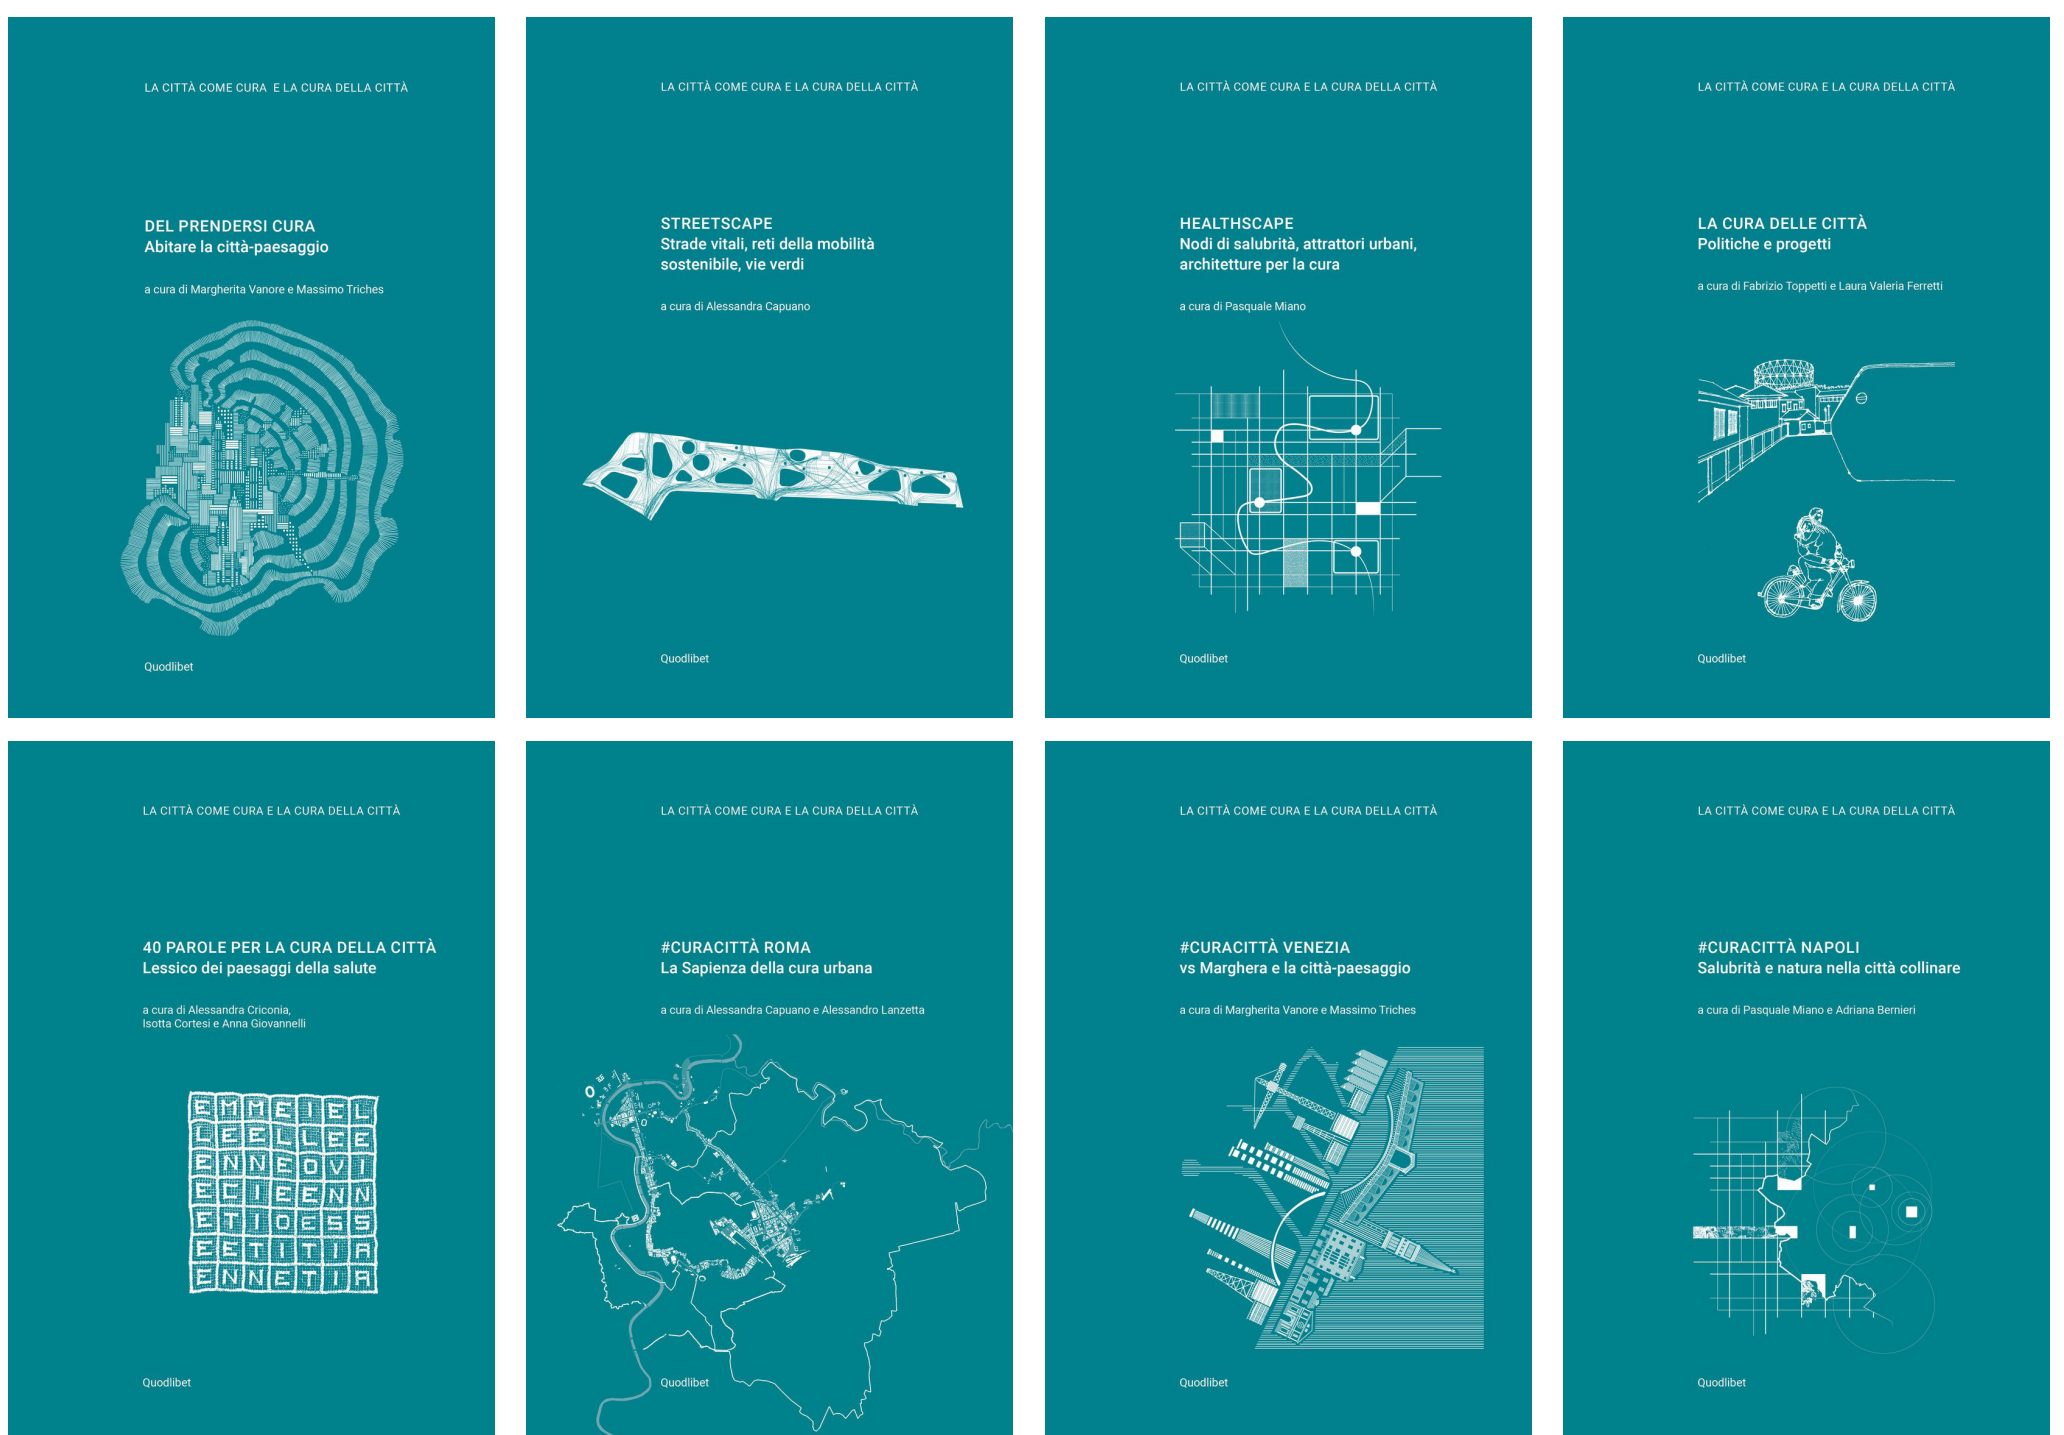 LA CITTÀ COME CURA E LA CURA DELLA CITTÀ
DEL PRENDERSI CURA
Abitare la città-paesaggio
a cura di Margherita Vanore e Massimo Triches
Quodlibet
LA CITTÀ COME CURA E LA CURA DELLA CITTÀ
STREETSCAPE
Strade vitali, reti della mobilità
sostenibile, vie verdi
a cura di Alessandra Capuano
Quodlibet
LA CITTÀ COME CURA E LA CURA DELLA CITTÀ
HEALTHSCAPE
Nodi di salubrità, attrattori urbani,
architetture per la cura
a cura di Pasquale Miano
Quodlibet
LA CITTÀ COME CURA E LA CURA DELLA CITTÀ
LA CURA DELLE CITTÀ
Politiche e progetti
a cura di Fabrizio Toppetti e Laura Valeria Ferretti
Quodlibet
LA CITTÀ COME CURA E LA CURA DELLA CITTÀ
40 PAROLE PER LA CURA DELLA CITTÀ
Lessico dei paesaggi della salute
a cura di Alessandra Criconia,
Isotta Cortesi e Anna Giovannelli
EMMEIEL
LEELLEE
ENNEOVI
ECIEENN
ETIOESS
EETITIA
ENNETIA
Quodlibet
LA CITTÀ COME CURA E LA CURA DELLA CITTÀ
#CURACITTÀ ROMA
La Sapienza della cura urbana
a cura di Alessandra Capuano e Alessandro Lanzetta
Quodlibet
LA CITTÀ COME CURA E LA CURA DELLA CITTÀ
#CURACITTÀ VENEZIA
vs Marghera e la città-paesaggio
a cura di Margherita Vanore e Massimo Triches
Quodlibet
LA CITTÀ COME CURA E LA CURA DELLA CITTÀ
#CURACITTÀ NAPOLI
Salubrità e natura nella città collinare
a cura di Pasquale Miano e Adriana Bernieri
Quodlibet